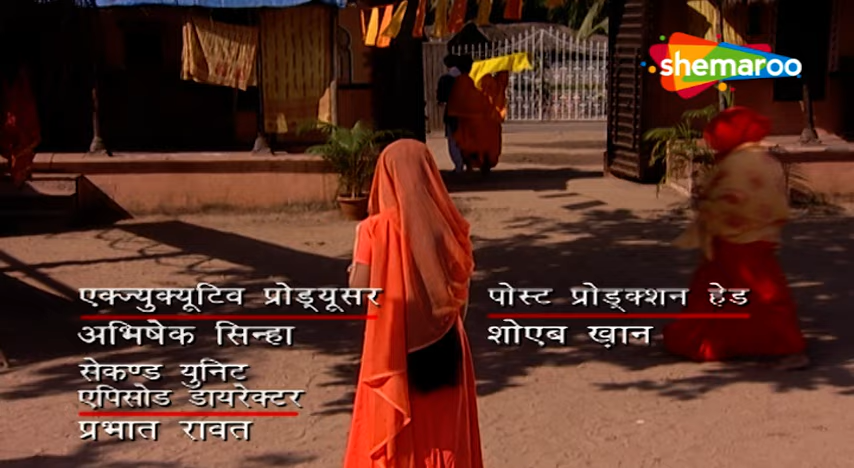 shemaroo
एक्ज्युक्यूटिव प्रोड्यूसर
अभिषेक सिन्हा
सेकण्ड युनिट
एपिसोड डायरेक्टर
प्रभात रावत
पोस्ट प्रोड्क्शन हेड
शोएब ख़ान